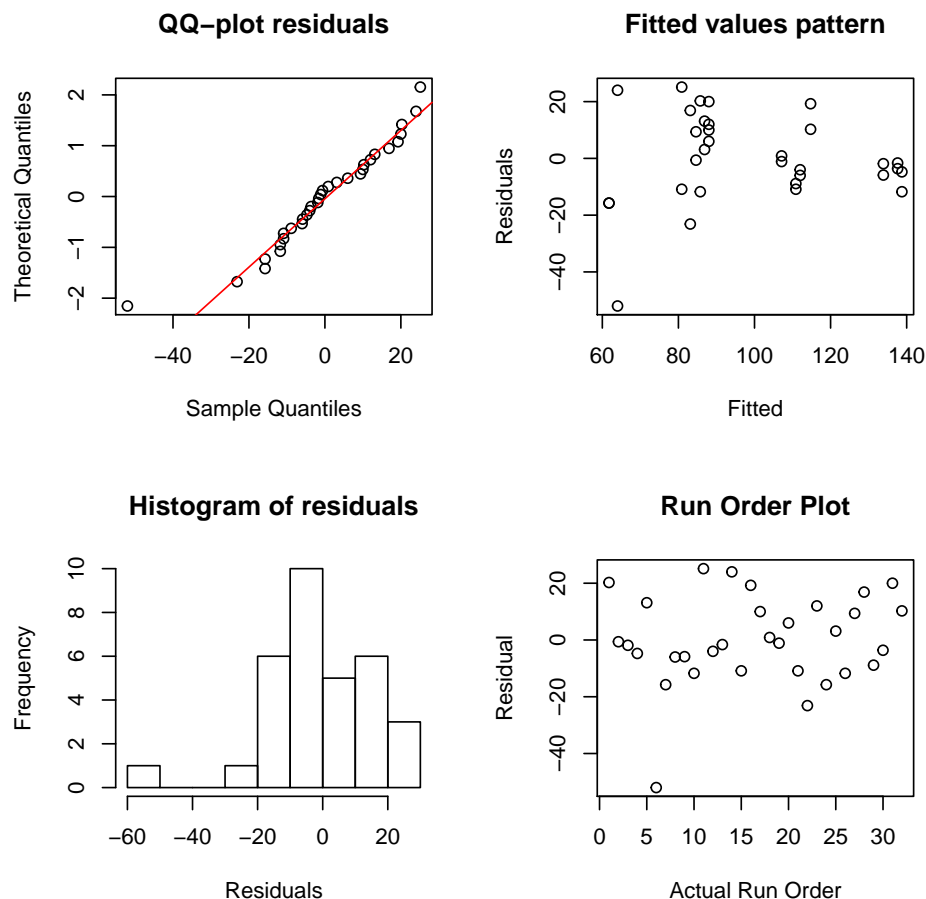 QQ−plot residuals
Theoretical Quantiles
2
1
0
−1
−2
−40 −20 0 20
Sample Quantiles
Fitted values pattern
Residuals
20
0
−20
−40
60 80 100 120 140
Fitted
Histogram of residuals
Frequency
10
8
6
4
2
0
−60 −40 −20 0 20
Residuals
Run Order Plot
Residual
20
0
−20
−40
0 5 10 15 20 25 30
Actual Run Order